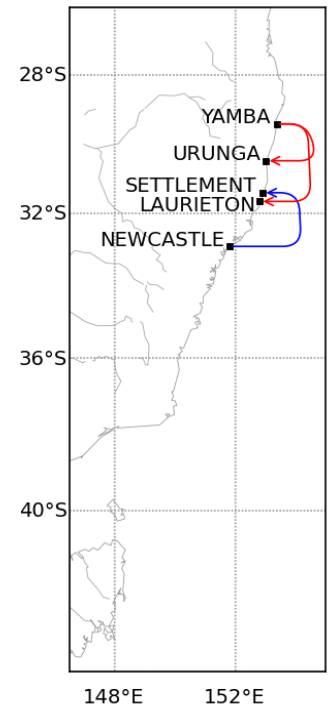 28°S
YAMBA
URUNGA
SETTLEMENT
LAURIETON
32°S
NEWCASTLE
36°S
40°S
148°E 152°E